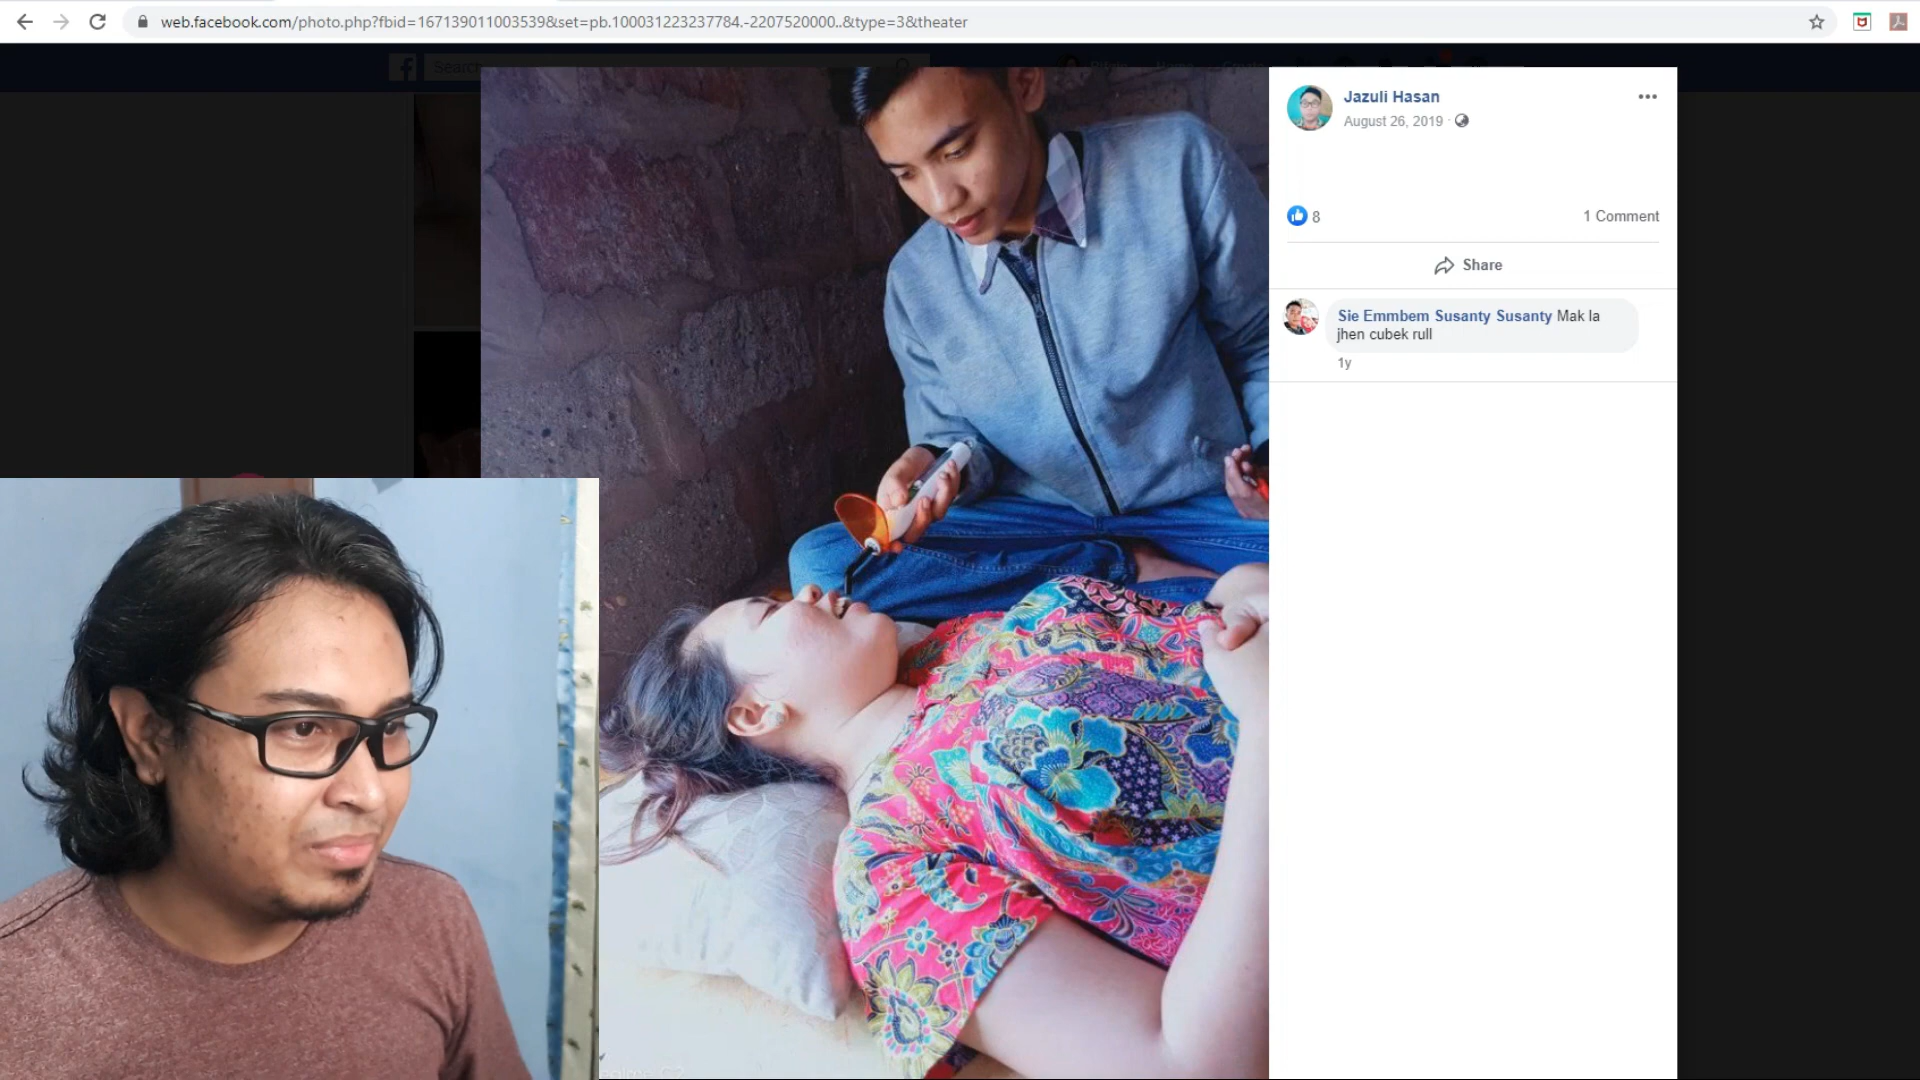 web.facebook.com/photo.php?fbid=167139011003539&set=pb.100031223237784.-2207520000..&type=3&theater
Search
Jazuli Hasan
August 26, 2019 ·
8
1 Comment
Share
Sie Emmbem Susanty Susanty Mak la
jhen cubek rull
1y